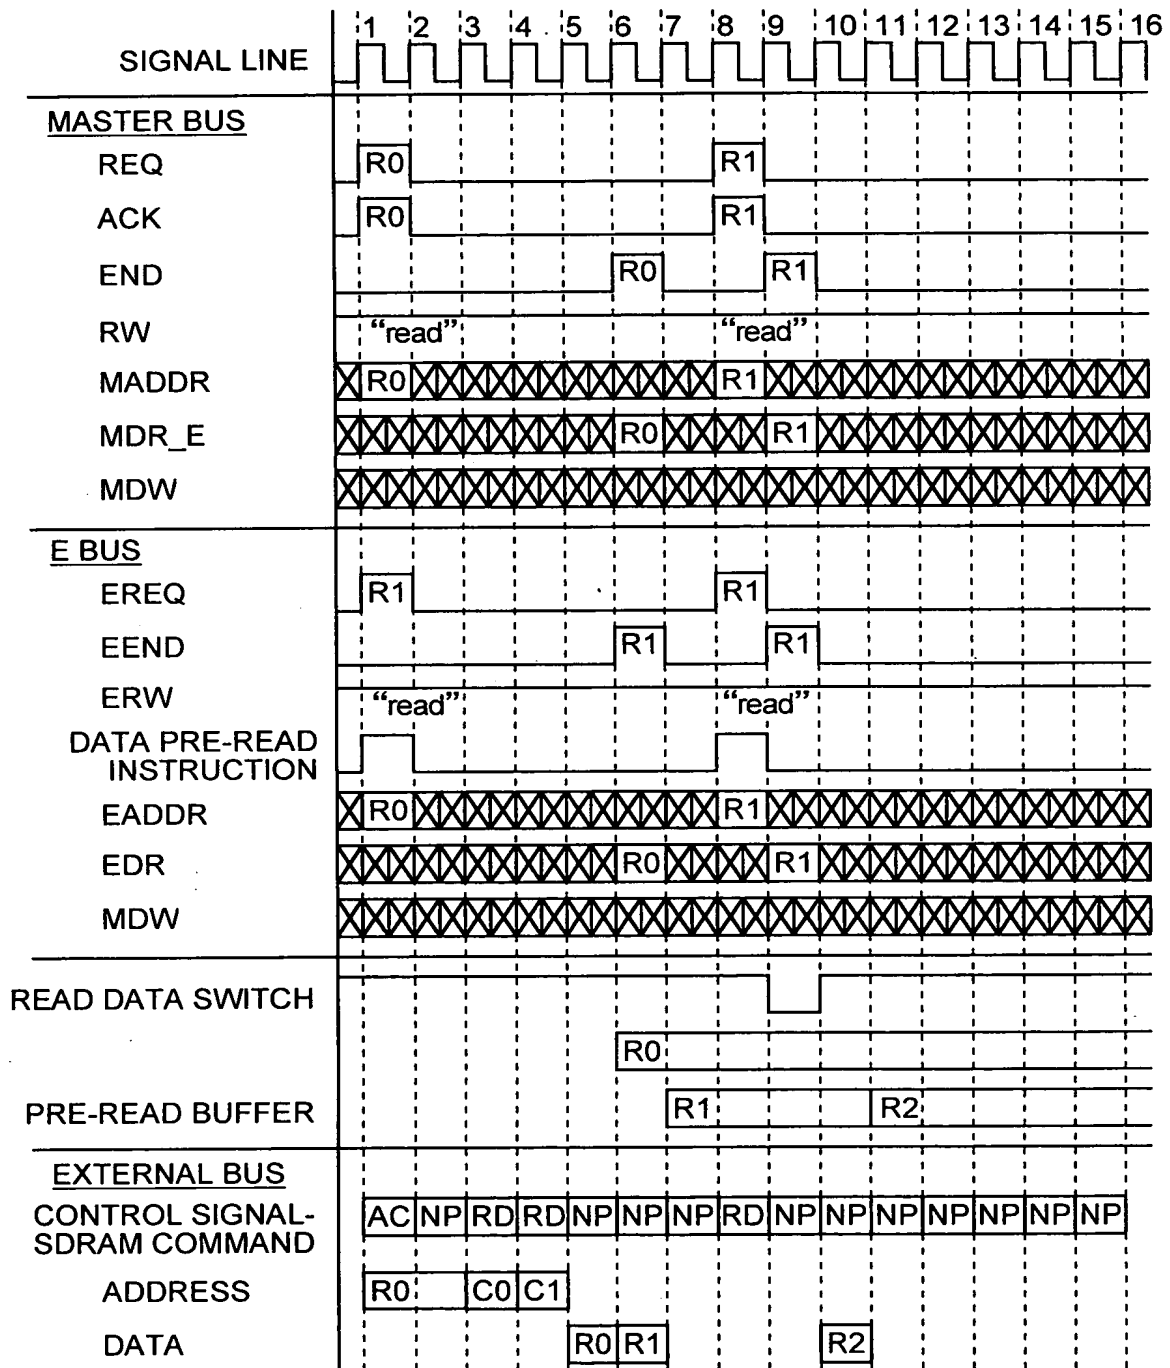 1 2 3 4 5 6 7 8 9 10 11 12 13 14 15 16
SIGNAL LINE
MASTER BUS
REQ R0 R1
ACK R0 R1
END R0 R1
RW “read” “read”
MADDR R0 R1
MDR_E R0 R1
MDW
E BUS
EREQ R1 R1
EEND R1 R1
ERW “read” “read”
DATA PRE-READ
INSTRUCTION
EADDR R0 R1
EDR R0 R1
MDW
READ DATA SWITCH
R0
PRE-READ BUFFER R1 R2
EXTERNAL BUS
CONTROL SIGNAL-
SDRAM COMMAND AC NP RD RD NP NP NP RD NP NP NP NP NP NP NP
ADDRESS R0 C0 C1
DATA R0 R1 R2